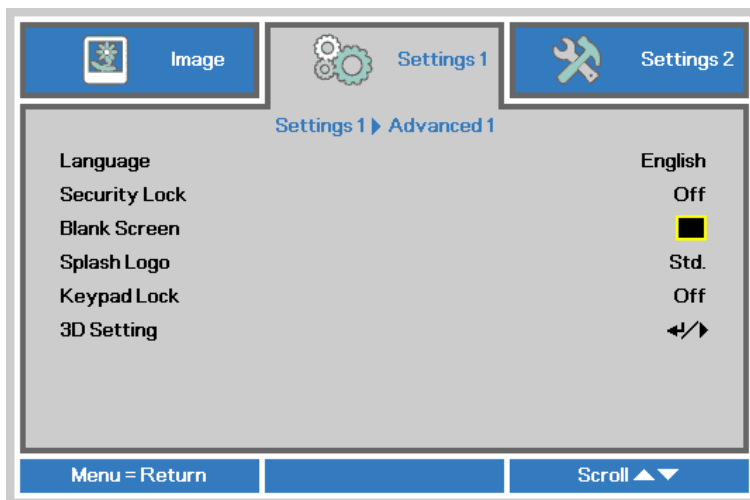 Image
Settings 1
Settings 2
Settings 1 ▶ Advanced 1
Language English
Security Lock Off
Blank Screen
Splash Logo Std.
Keypad Lock Off
3D Setting ↵/▶
Menu = Return
Scroll ▲▼